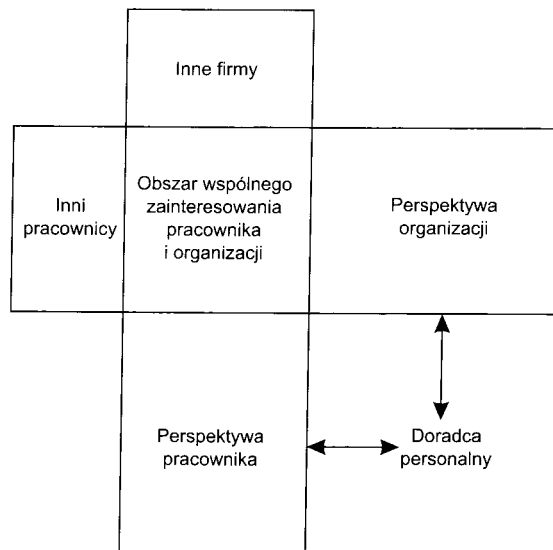 Inne firmy
Inni
pracownicy
Obszar wspólnego
zainteresowania
pracownika
i organizacji
Perspektywa
organizacji
Perspektywa
pracownika
Doradca
personalny